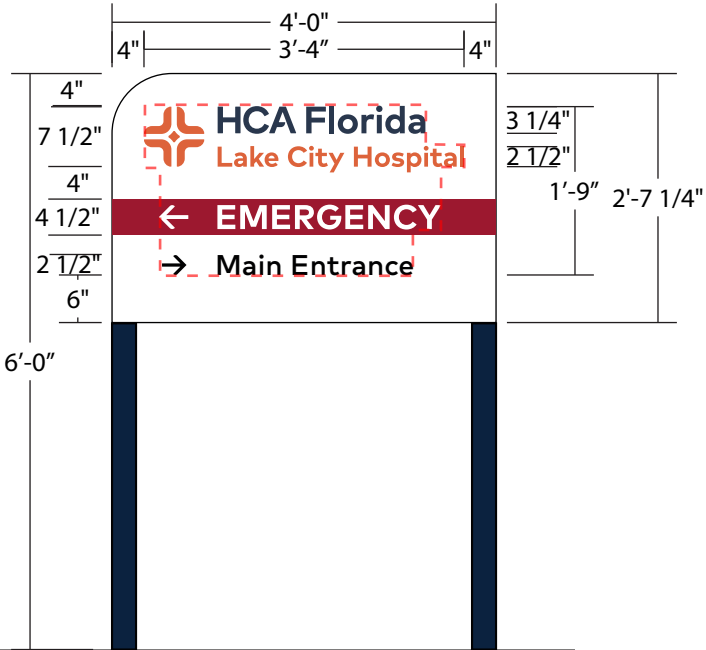 4'-0"
4" 3'-4" 4"
4"
7 1/2"
4"
4 1/2"
2 1/2"
6"
6'-0"
HCA Florida
Lake City Hospital
← EMERGENCY
→ Main Entrance
3 1/4"
2 1/2"
1'-9"
2'-7 1/4"